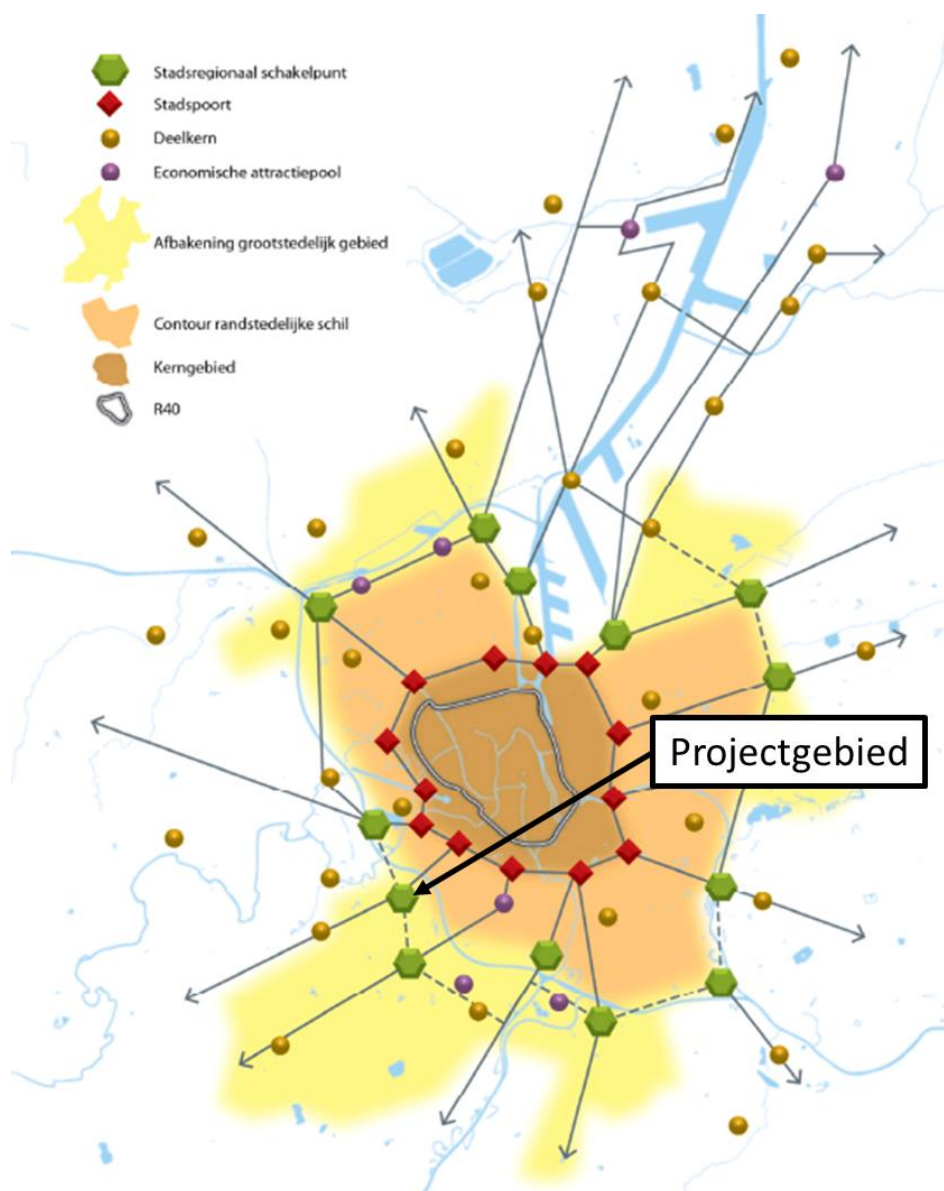 Stadsregionaal schakelpunt
Stadspoort
Deelkern
Economische attractiepool
Afbakening grootstedelijk gebied
Contour randstedelijke schil
Kerngebied
R40
Projectgebied